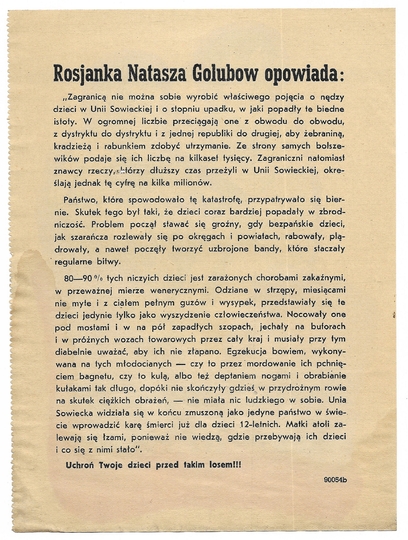 Rosjanka Natasza Golubow opowiada:
„Zagranicą nie można sobie wyrobić właściwego pojęcia o nędzy
dzieci w Unii Sowieckiej i o stopniu upadku, w jaki popadły te biedne
istoty. W ogromnej liczbie przeciągają one z obwodu do obwodu,
z dystryktu do dystryktu i z jednej republiki do drugiej, aby żebraniną,
kradzieżą i rabunkiem zdobyć utrzymanie. Ze strony samych bolsze-
wików podaje się ich liczbę na kilkaset tysięcy. Zagraniczni natomiast
znawcy rzeczy, którzy dłuższy czas przeżyli w Unii Sowieckiej, okre-
ślają jednak tę cyfrę na kilka milionów.
Państwo, które spowodowało tę katastrofę, przypatrywało się bier-
nie. Skutek tego był taki, że dzieci coraz bardziej popadały w zbrod-
niczość. Problem począł stawać się groźny, gdy bezpańskie dzieci,
jak szarańcza rozlewały się po okręgach i powiatach, rabowały, plą-
drowały, a nawet poczęły tworzyć uzbrojone bandy, które staczały
regularne bitwy.
80—90 % tych niczyich dzieci jest zarażonych chorobami zakaźnymi,
w przeważnej mierze wenerycznymi. Odziane w strzępy, miesiącami
nie myte i z ciałem pełnym guzów i wysypek, przedstawiały się te
dzieci jedynie tylko jako wyszydzenie człowieczeństwa. Nocowały one
pod mostami i w na pół zapadłych szopach, jechały na buforach
i w próżnych wozach towarowych przez cały kraj i musiały przy tym
diabelnie uważać, aby ich nie złapano. Egzekucja bowiem, wykony-
wana na tych młodocianych — czy to przez mordowanie ich pchnię-
ciem bagnetu, czy to kulą, albo też deptaniem nogami i obrabianie
kułakami tak długo, dopóki nie skończyły gdzieś w przydrożnym rowie
na skutek ciężkich obrażeń, — nie miała nic ludzkiego w sobie. Unia
Sowiecka widziała się w końcu zmuszoną jako jedyne państwo w świe-
cie wprowadzić karę śmierci już dla dzieci 12-letnich. Matki atoli za-
lewają się łzami, ponieważ nie wiedzą, gdzie przebywają ich dzieci
i co się z nimi stało“.
Uchroń Twoje dzieci przed takim losem!!!
90054b